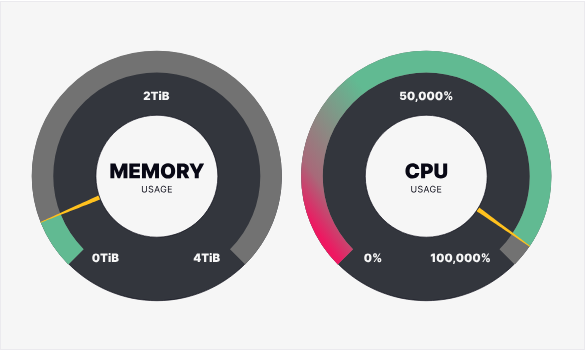 2TiB
MEMORY
USAGE
0TiB
4TiB
50,000%
CPU
USAGE
0%
100,000%